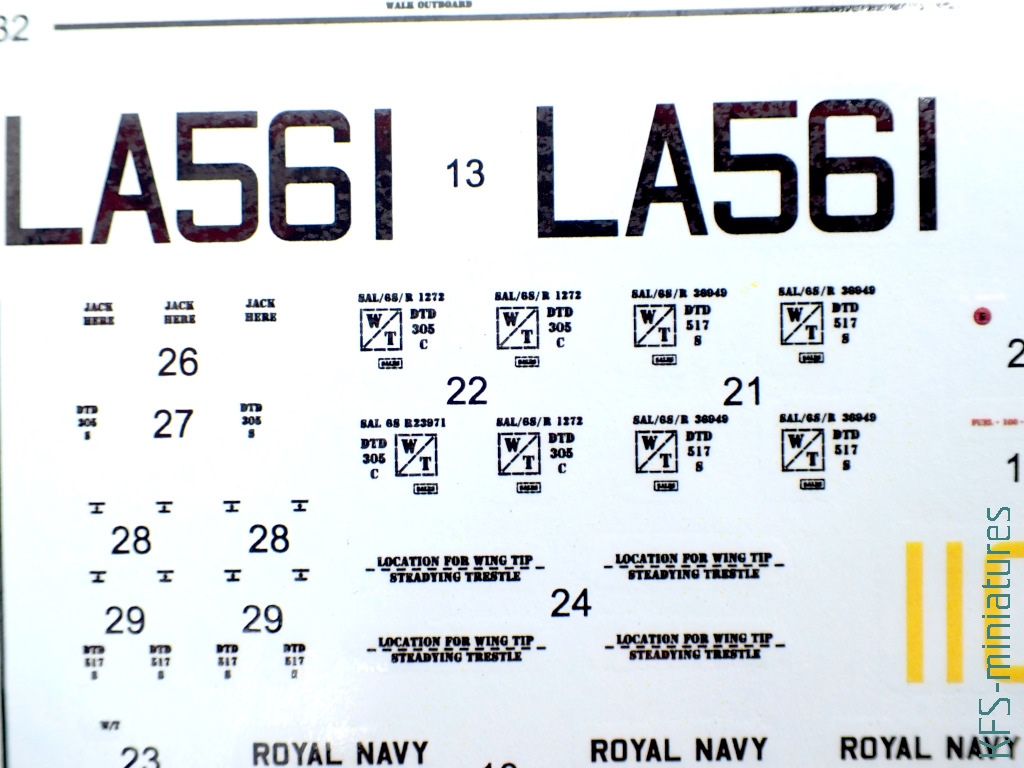 WALK OUTBOARD
32
LA561 13 LA561
JACK HERE JACK HERE JACK HERE
26
SAL/6S/R 1272 SAL/6S/R 1272 SAL/6S/R 36949 SAL/6S/R 36949
W/T DTD 305 C W/T DTD 305 C W/T DTD 517 S W/T DTD 517 S
22 21
DTD 305 S 27 DTD 305 S
SAL 6S R23971 SAL/6S/R 1272 SAL/6S/R 36949 SAL/6S/R 36949
DTD 305 C W/T W/T DTD 305 C W/T DTD 517 S W/T DTD 517 S
28 28
29 29
DTD 517 S DTD 517 S DTD 517 S DTD 517
LOCATION FOR WING TIP LOCATION FOR WING TIP
STEADYING TRESTLE STEADYING TRESTLE
24
LOCATION FOR WING TIP LOCATION FOR WING TIP
STEADYING TRESTLE STEADYING TRESTLE
W/T
23
ROYAL NAVY ROYAL NAVY ROYAL NAVY
FUEL - 100 -
KFS-miniatures